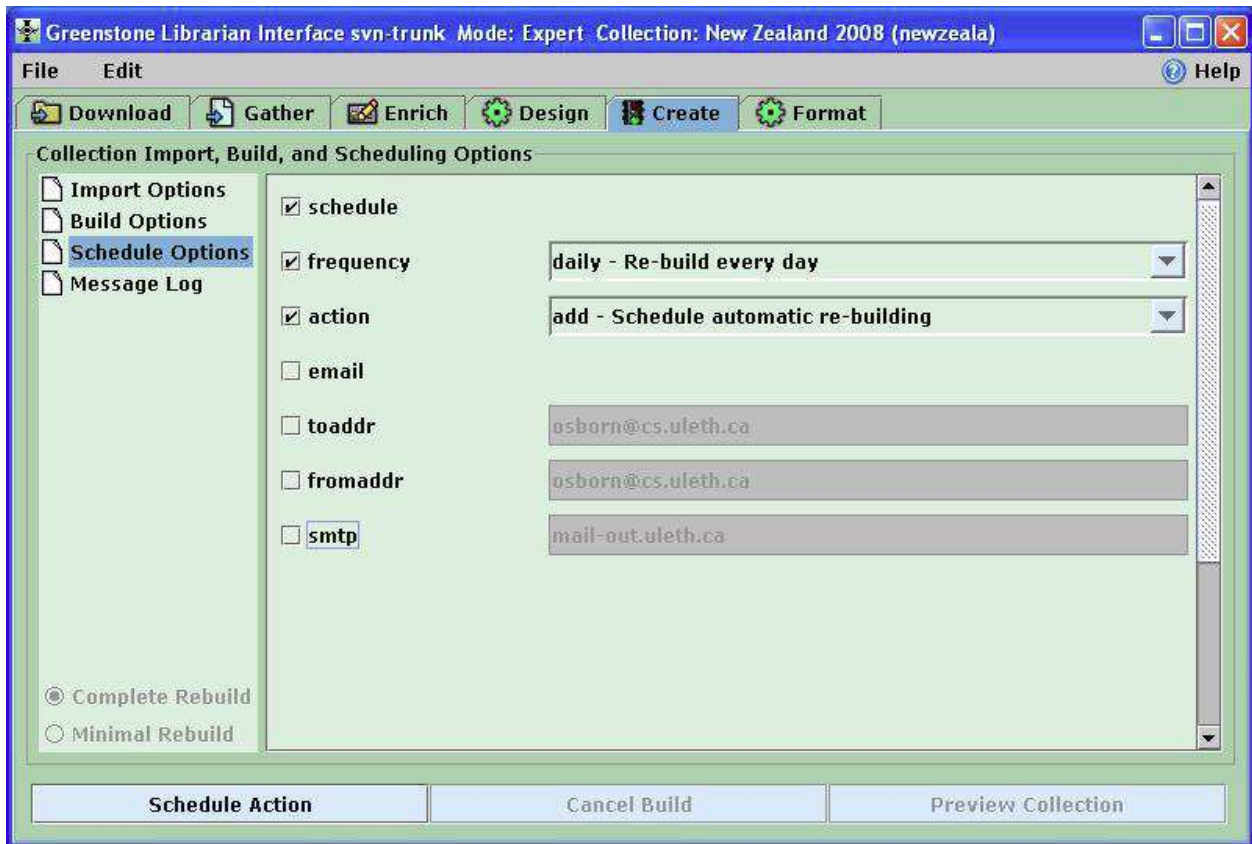 Greenstone Librarian Interface svn-trunk Mode: Expert Collection: New Zealand 2008 (newzeala)
File Edit Help
Download Gather Enrich Design Create Format
Collection Import, Build, and Scheduling Options
Import Options
Build Options
Schedule Options
Message Log
schedule
frequency daily - Re-build every day
action add - Schedule automatic re-building
email
toaddr osborn@cs.uleth.ca
fromaddr osborn@cs.uleth.ca
smtp mail-out.uleth.ca
Complete Rebuild
Minimal Rebuild
Schedule Action Cancel Build Preview Collection